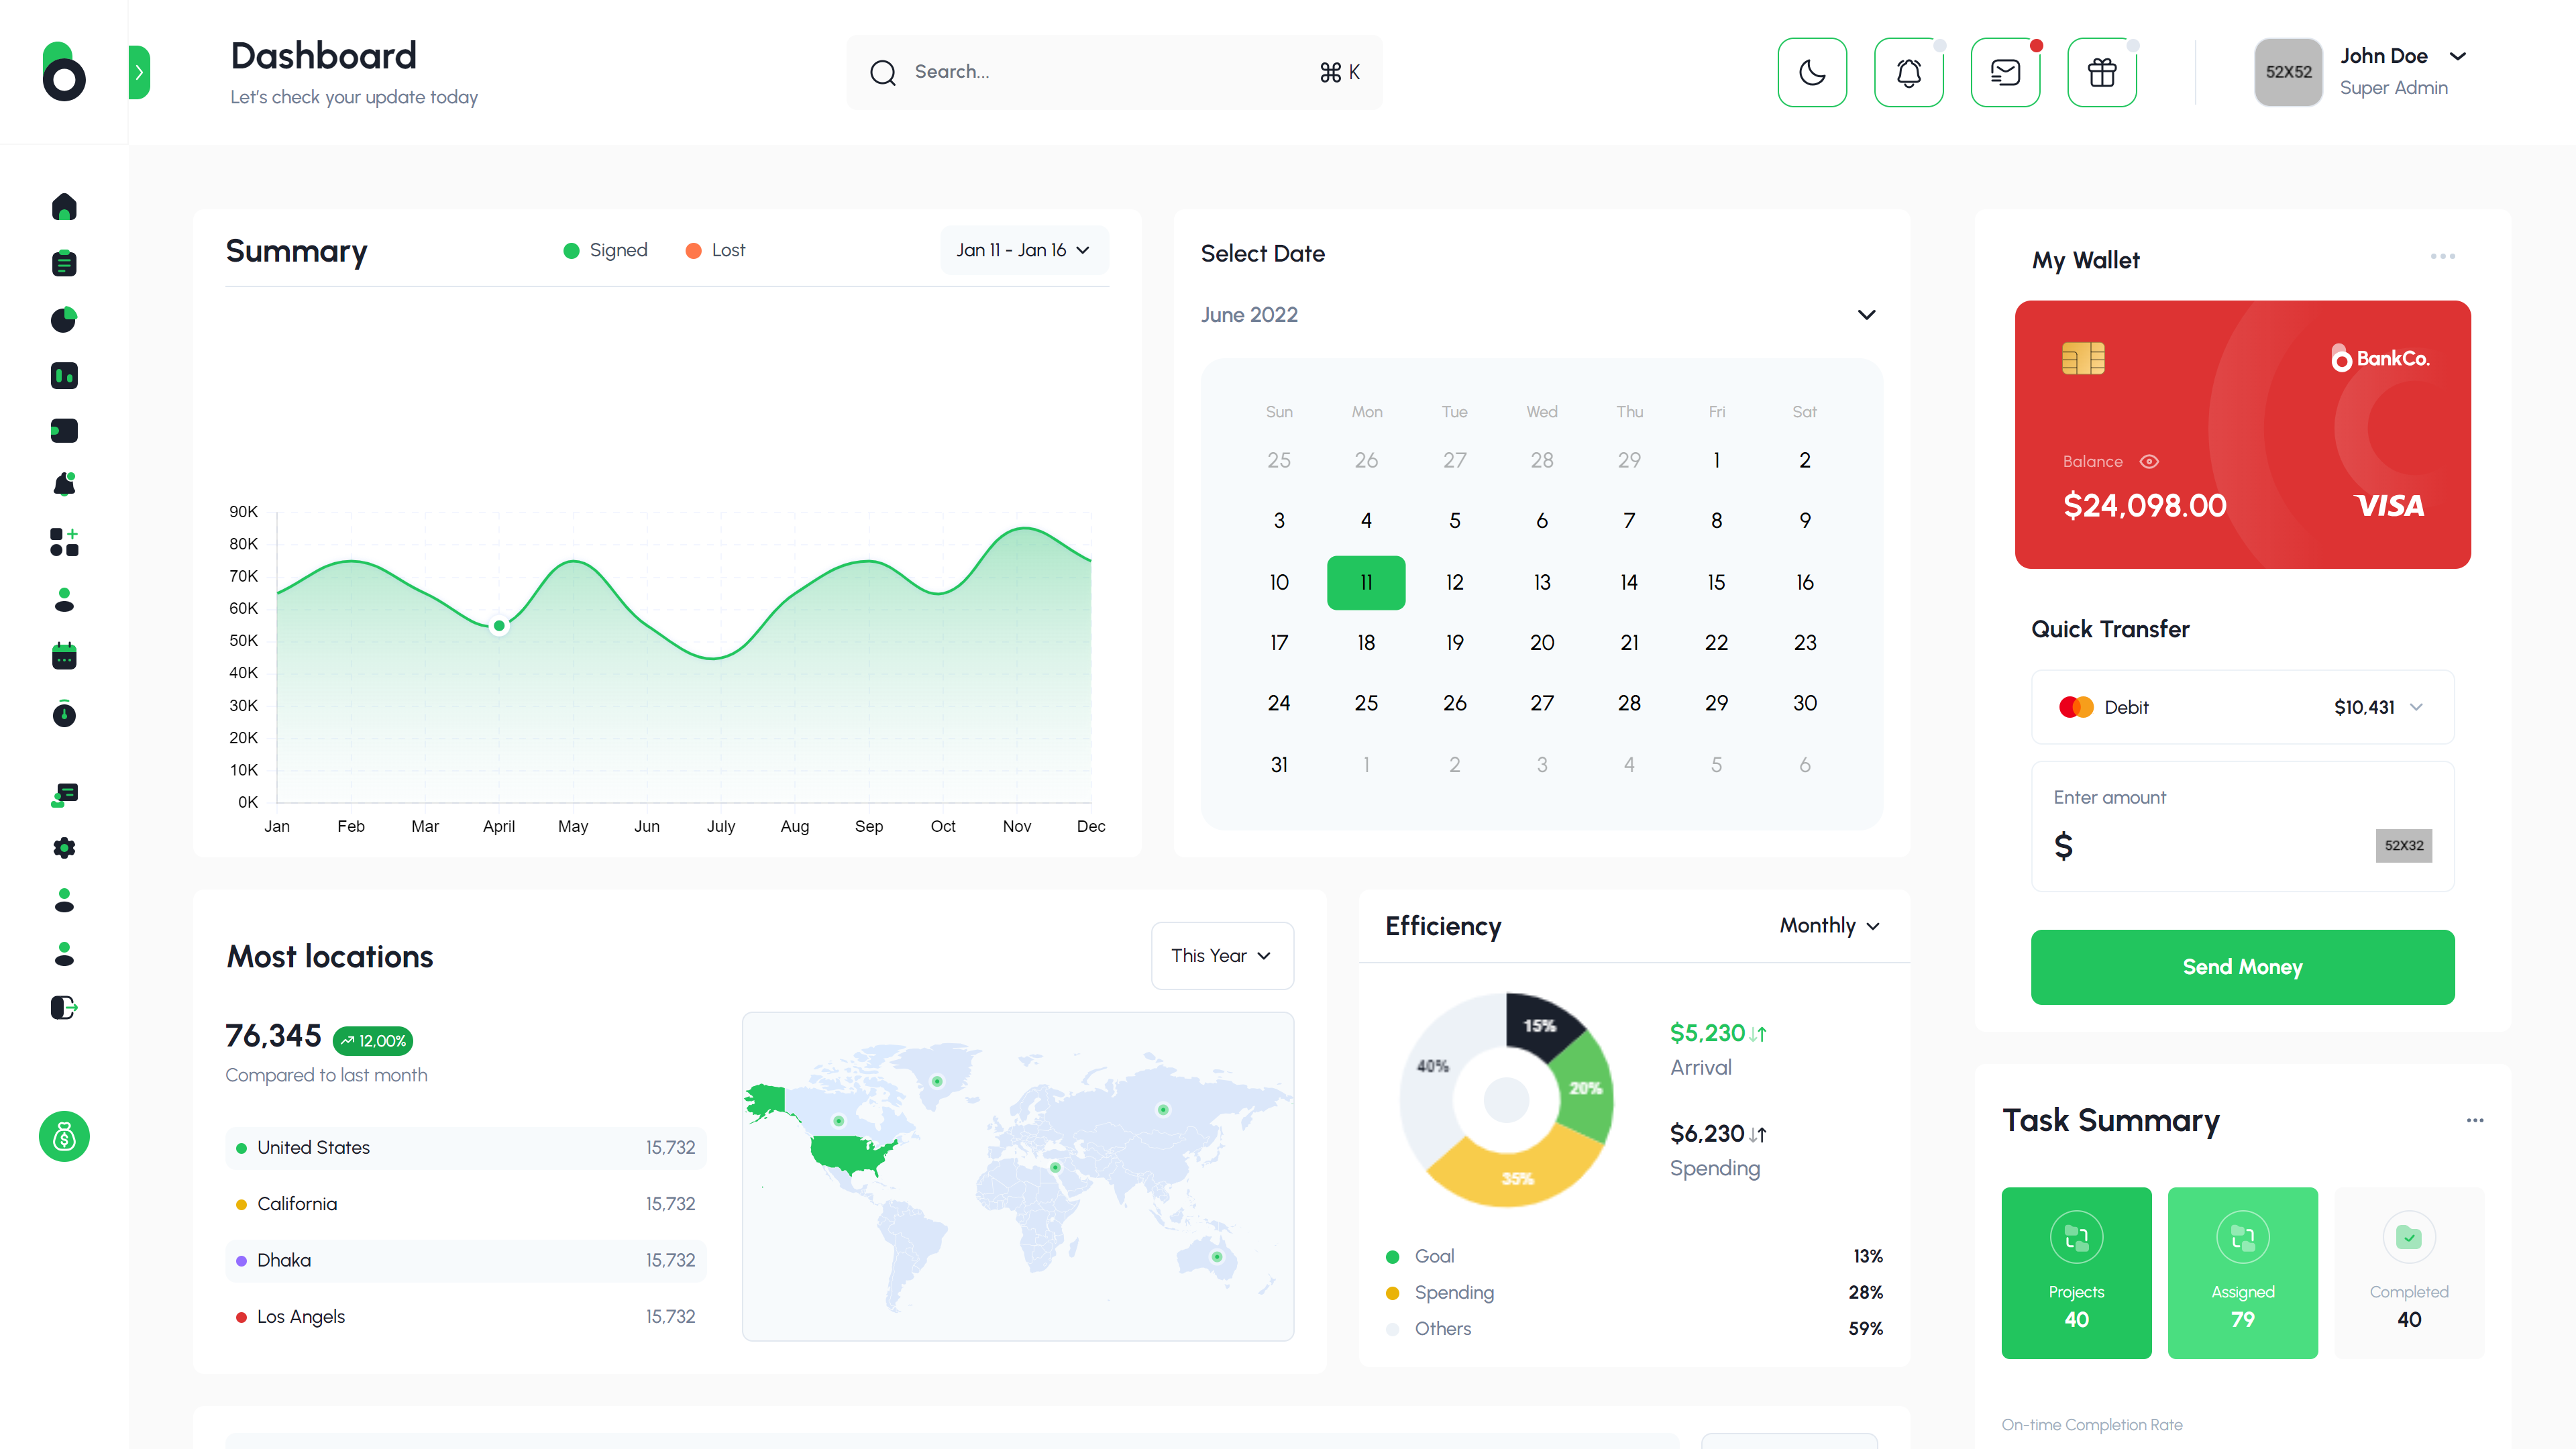 Dashboard
Let's check your update today
Search...
⌘ K
52X52
John Doe
Super Admin
Summary
Signed
Lost
Jan 11 - Jan 16
90K
80K
70K
60K
50K
40K
30K
20K
10K
0K
Jan Feb Mar April May Jun July Aug Sep Oct Nov Dec
Select Date
June 2022
Sun Mon Tue Wed Thu Fri Sat
25 26 27 28 29 1 2
3 4 5 6 7 8 9
10 11 12 13 14 15 16
17 18 19 20 21 22 23
24 25 26 27 28 29 30
31 1 2 3 4 5 6
My Wallet
BankCo.
Balance
$24,098.00
VISA
Quick Transfer
Debit
$10,431
Enter amount
$
52X32
Send Money
Most locations
This Year
76,345
12,00%
Compared to last month
United States 15,732
California 15,732
Dhaka 15,732
Los Angels 15,732
Efficiency
Monthly
15%
20%
35%
40%
$5,230
Arrival
$6,230
Spending
Goal 13%
Spending 28%
Others 59%
Task Summary
Projects
40
Assigned
79
Completed
40
On-time Completion Rate